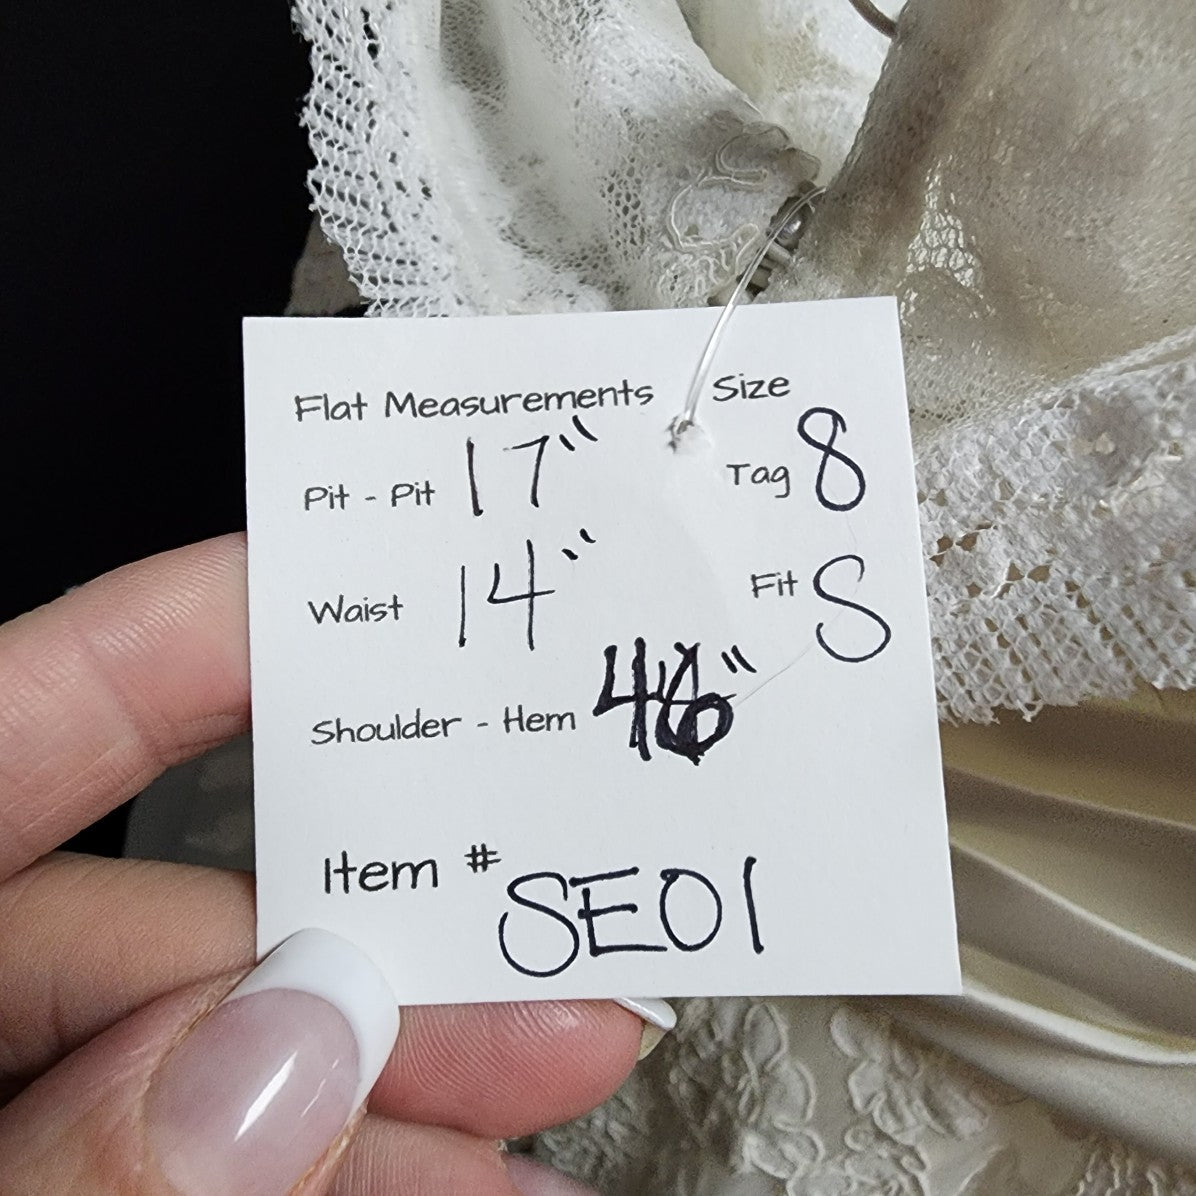 Flat Measurements Size
Pit - Pit 17" Tag 8
Waist 14" Fit S
Shoulder - Hem 46"
Item # SE01